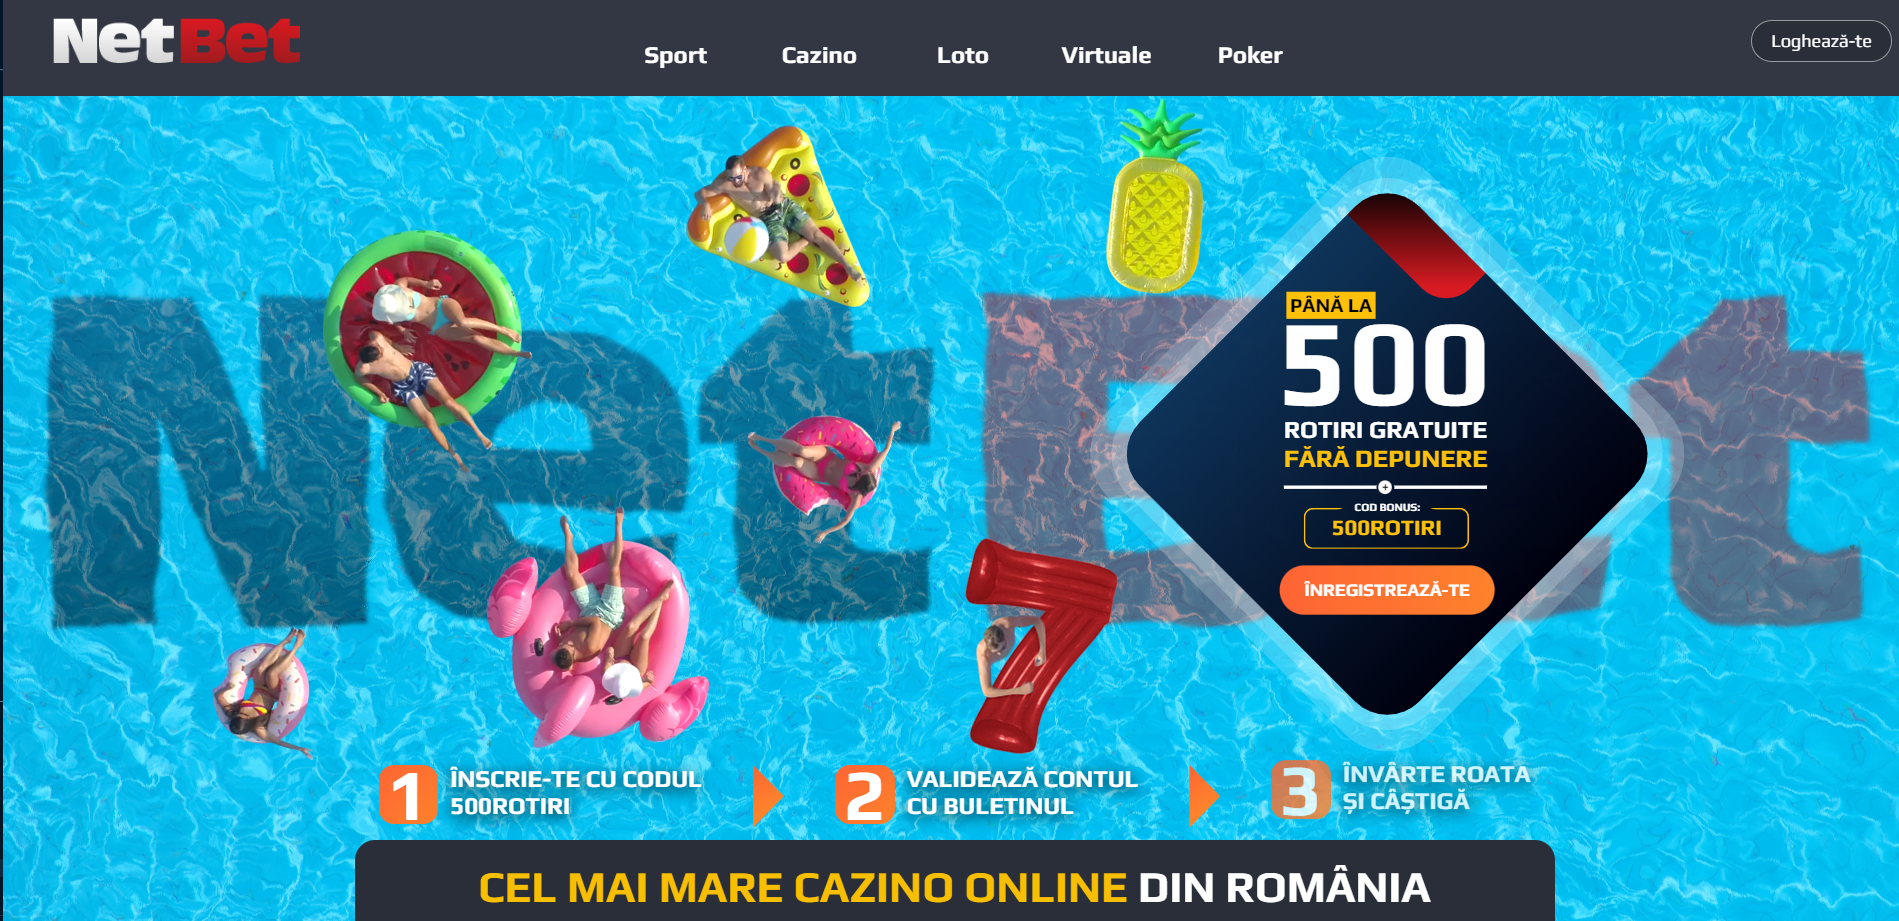 NetBet
Sport
Cazino
Loto
Virtuale
Poker
Loghează-te
NetBet
PÂNĂ LA
500
ROTIRI GRATUITE
FĂRĂ DEPUNERE
+
COD BONUS:
500ROTIRI
ÎNREGISTREAZĂ-TE
7
1
ÎNSCRIE-TE CU CODUL
500ROTIRI
2
VALIDEAZĂ CONTUL
CU BULETINUL
3
ÎNVÂRTE ROATA
ȘI CÂȘTIGĂ
CEL MAI MARE CAZINO ONLINE DIN ROMÂNIA